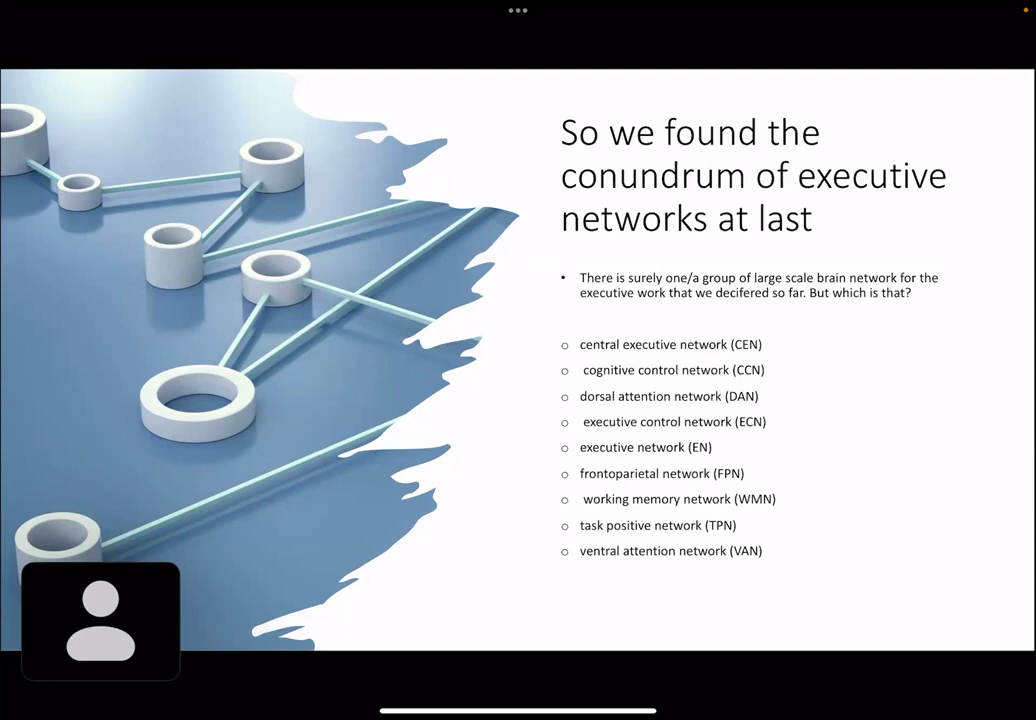 So we found the
conundrum of executive
networks at last
• There is surely one/a group of large scale brain network for the
executive work that we decifered so far. But which is that?
o central executive network (CEN)
o cognitive control network (CCN)
o dorsal attention network (DAN)
o executive control network (ECN)
o executive network (EN)
o frontoparietal network (FPN)
o working memory network (WMN)
o task positive network (TPN)
o ventral attention network (VAN)